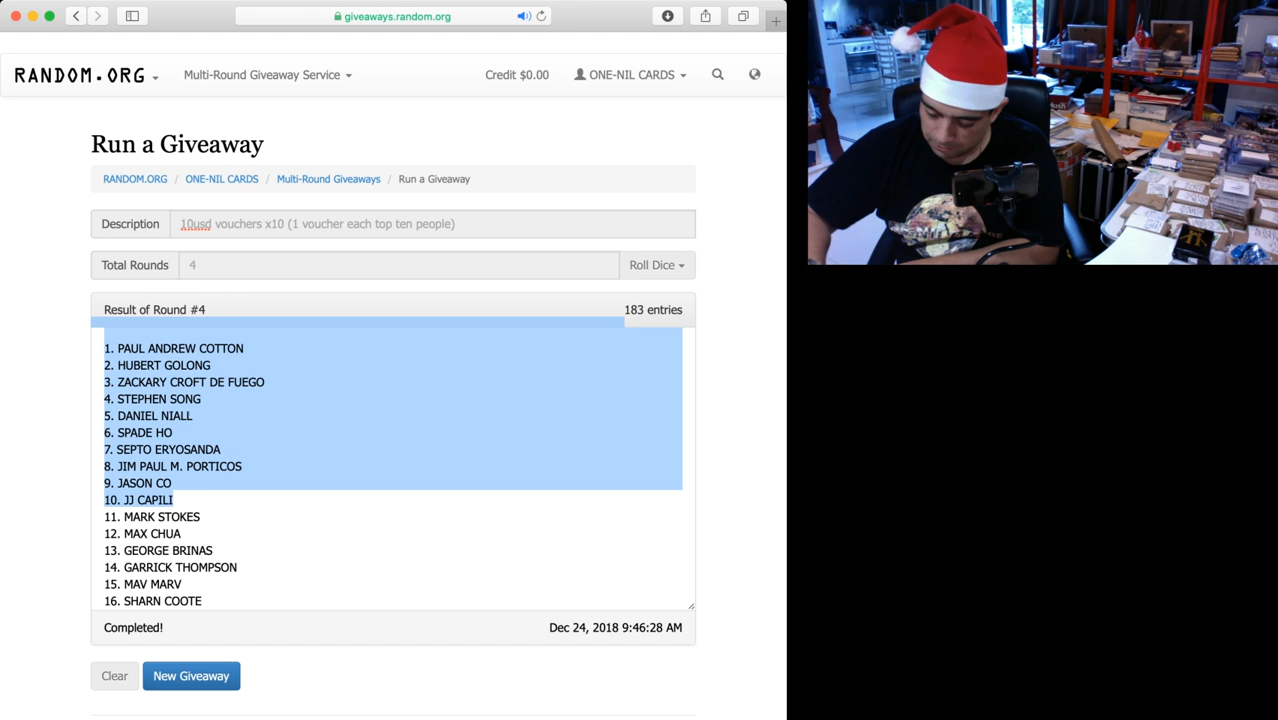 giveaways.random.org
RANDOM.ORG
Multi-Round Giveaway Service
Credit $0.00
ONE-NIL CARDS
Run a Giveaway
RANDOM.ORG / ONE-NIL CARDS / Multi-Round Giveaways / Run a Giveaway
Description 10usd vouchers x10 (1 voucher each top ten people)
Total Rounds 4 Roll Dice
Result of Round #4 183 entries
1. PAUL ANDREW COTTON
2. HUBERT GOLONG
3. ZACKARY CROFT DE FUEGO
4. STEPHEN SONG
5. DANIEL NIALL
6. SPADE HO
7. SEPTO ERYOSANDA
8. JIM PAUL M. PORTICOS
9. JASON CO
10. JJ CAPILI
11. MARK STOKES
12. MAX CHUA
13. GEORGE BRINAS
14. GARRICK THOMPSON
15. MAV MARV
16. SHARN COOTE
Completed! Dec 24, 2018 9:46:28 AM
Clear New Giveaway